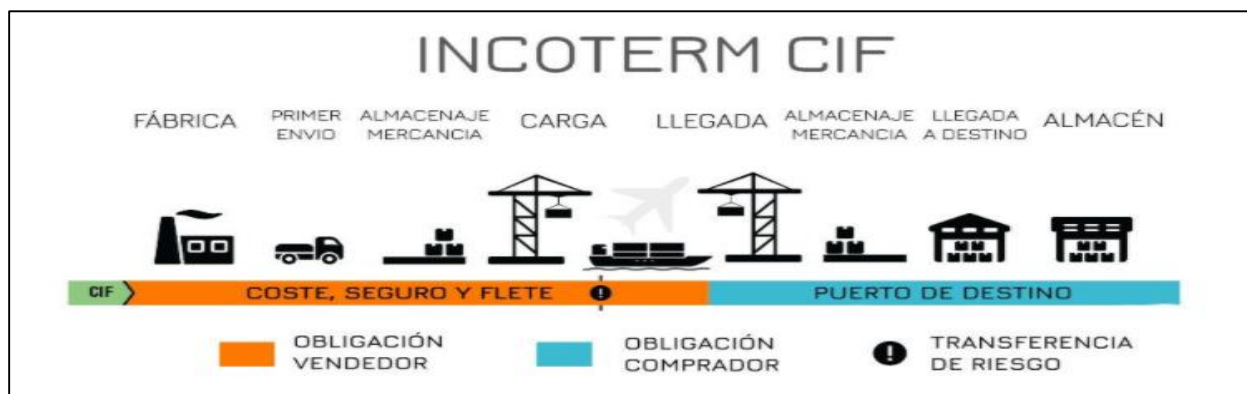 INCOTERM CIF
FÁBRICA
PRIMER
ENVIO
ALMACENAJE
MERCANCIA
CARGA
LLEGADA
ALMACENAJE
MERCANCIA
LLEGADA
A DESTINO
ALMACÉN
CIF
COSTE, SEGURO Y FLETE
PUERTO DE DESTINO
OBLIGACIÓN
VENDEDOR
OBLIGACIÓN
COMPRADOR
TRANSFERENCIA
DE RIESGO